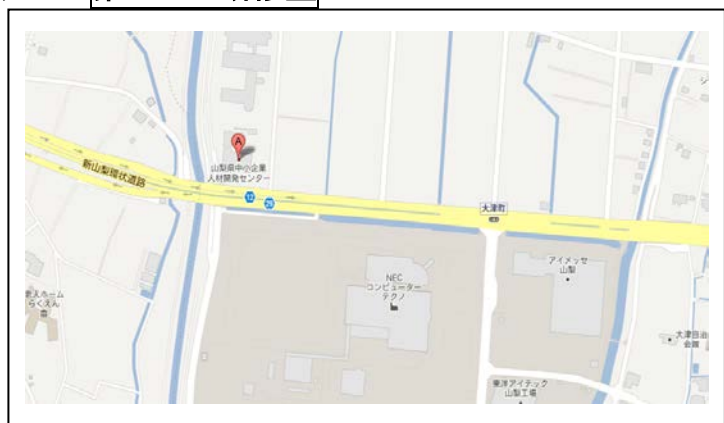 A
山梨県中小企業
人材開発センター
新山梨環状道路
12
29
大津町
アイメッセ
山梨
NEC
コンピューター
テクノ
老人ホーム
らくえん
大津自治
会館
東洋アイテック
山梨工場